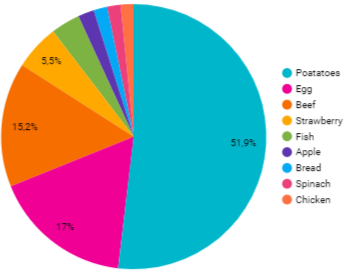 5,5%
15,2%
17%
51,9%
Poatatoes
Egg
Beef
Strawberry
Fish
Apple
Bread
Spinach
Chicken